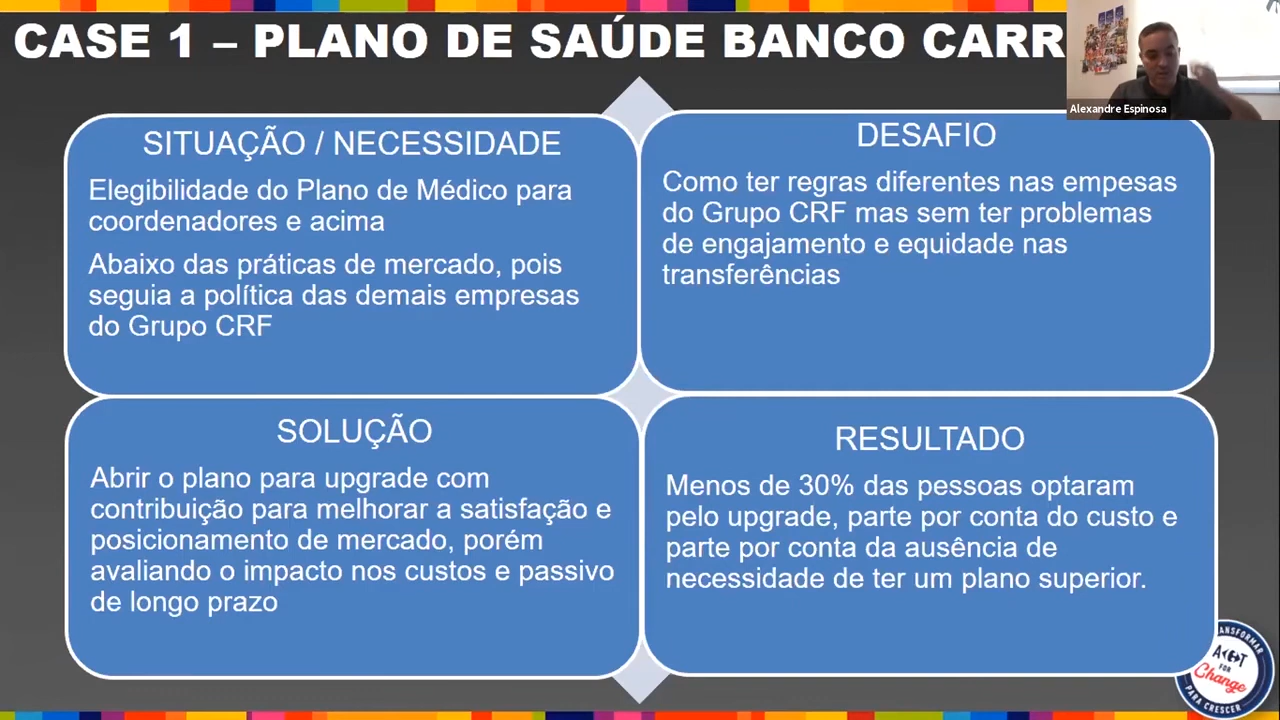 CASE 1 – PLANO DE SAÚDE BANCO CARR
Alexandre Espinosa
SITUAÇÃO / NECESSIDADE
Elegibilidade do Plano de Médico para
coordenadores e acima
Abaixo das práticas de mercado, pois
seguia a política das demais empresas
do Grupo CRF
DESAFIO
Como ter regras diferentes nas empesas
do Grupo CRF mas sem ter problemas
de engajamento e equidade nas
transferências
SOLUÇÃO
Abrir o plano para upgrade com
contribuição para melhorar a satisfação e
posicionamento de mercado, porém
avaliando o impacto nos custos e passivo
de longo prazo
RESULTADO
Menos de 30% das pessoas optaram
pelo upgrade, parte por conta do custo e
parte por conta da ausência de
necessidade de ter um plano superior.
TRANSFORMAR
FOR
Change
PARA CRESCER